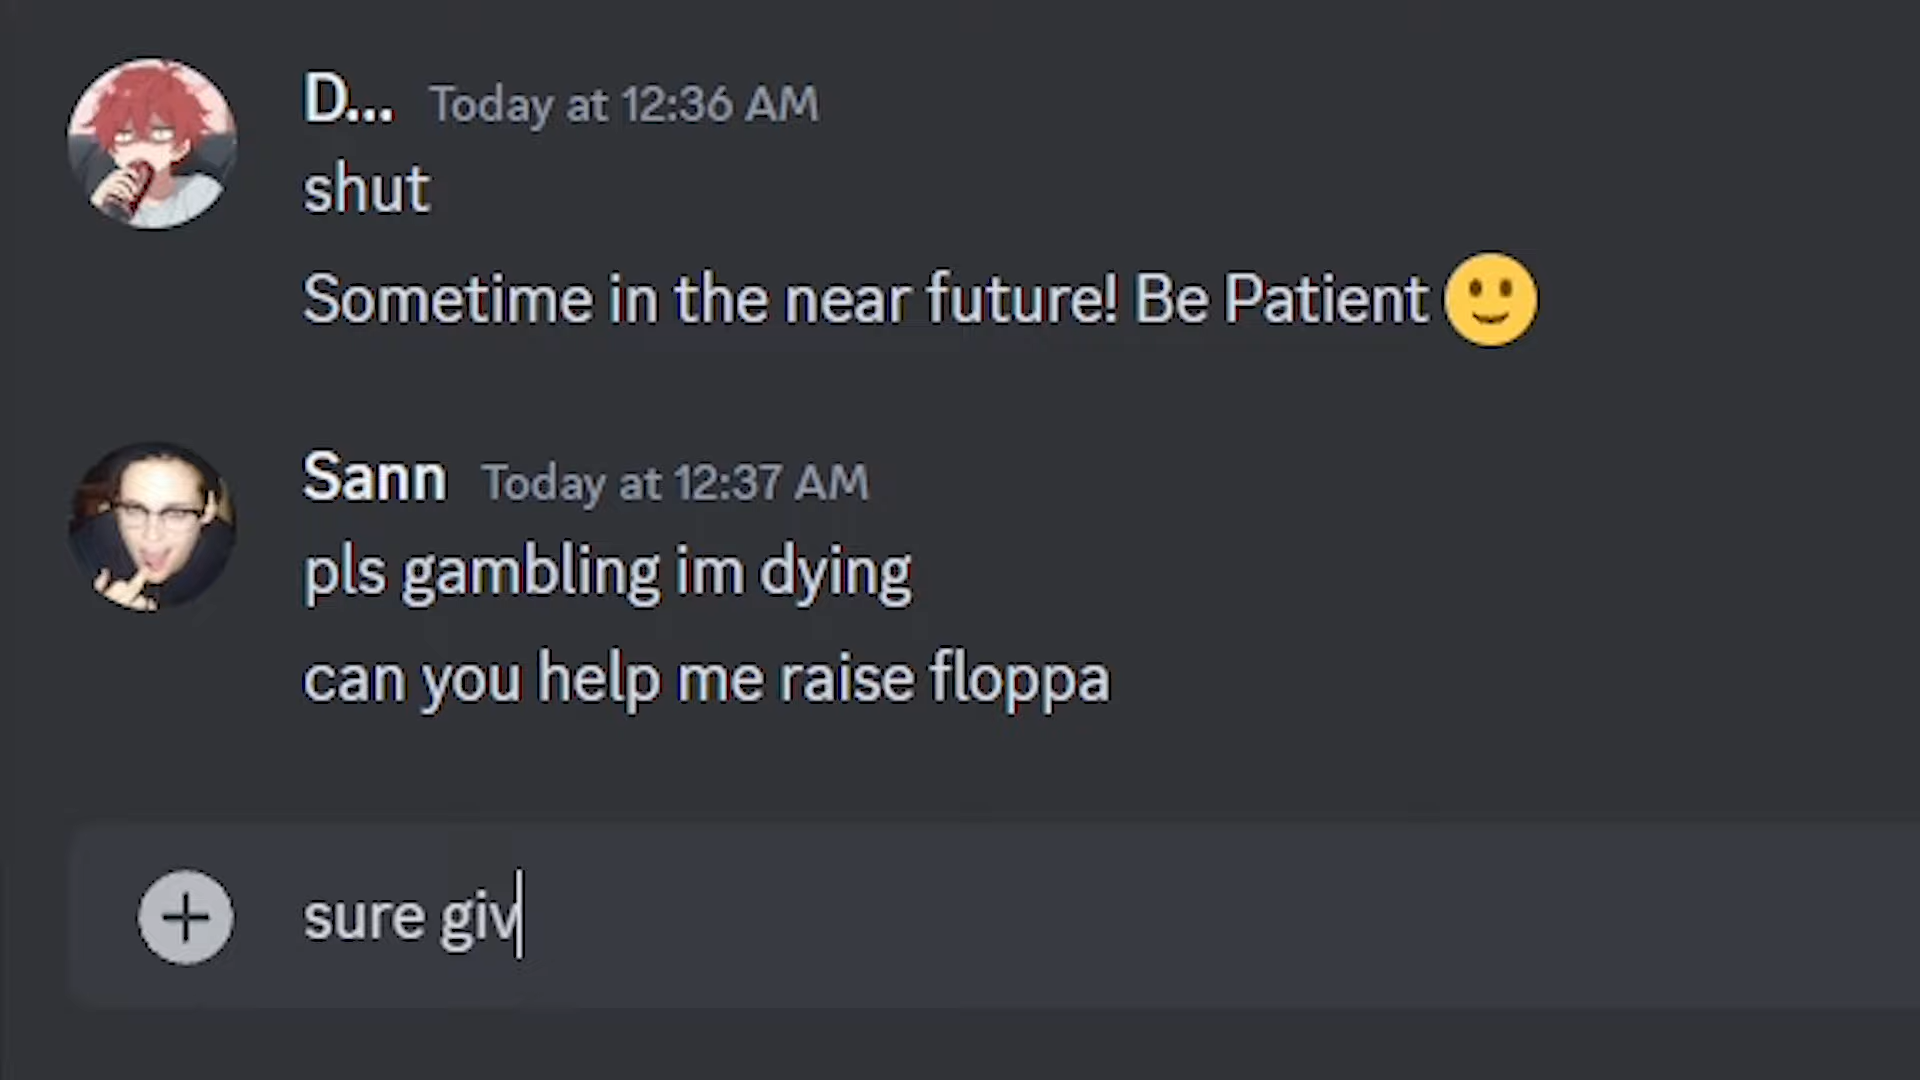 D... Today at 12:36 AM
shut
Sometime in the near future! Be Patient 🙂
Sann Today at 12:37 AM
pls gambling im dying
can you help me raise floppa
sure giv